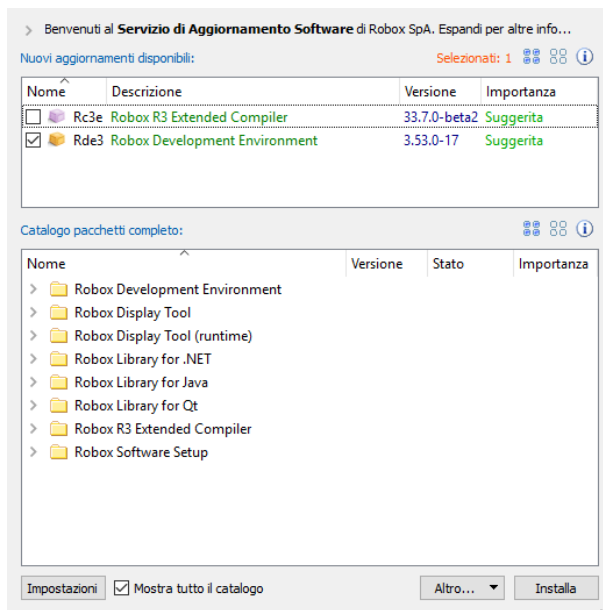 Benvenuti al Servizio di Aggiornamento Software di Robox SpA. Espandi per altre info...
Nuovi aggiornamenti disponibili: Selezionati: 1
Nome Descrizione Versione Importanza
Rc3e Robox R3 Extended Compiler 33.7.0-beta2 Suggerita
Rde3 Robox Development Environment 3.53.0-17 Suggerita
Catalogo pacchetti completo:
Nome Versione Stato Importanza
Robox Development Environment
Robox Display Tool
Robox Display Tool (runtime)
Robox Library for .NET
Robox Library for Java
Robox Library for Qt
Robox R3 Extended Compiler
Robox Software Setup
Impostazioni Mostra tutto il catalogo Altro... Installa